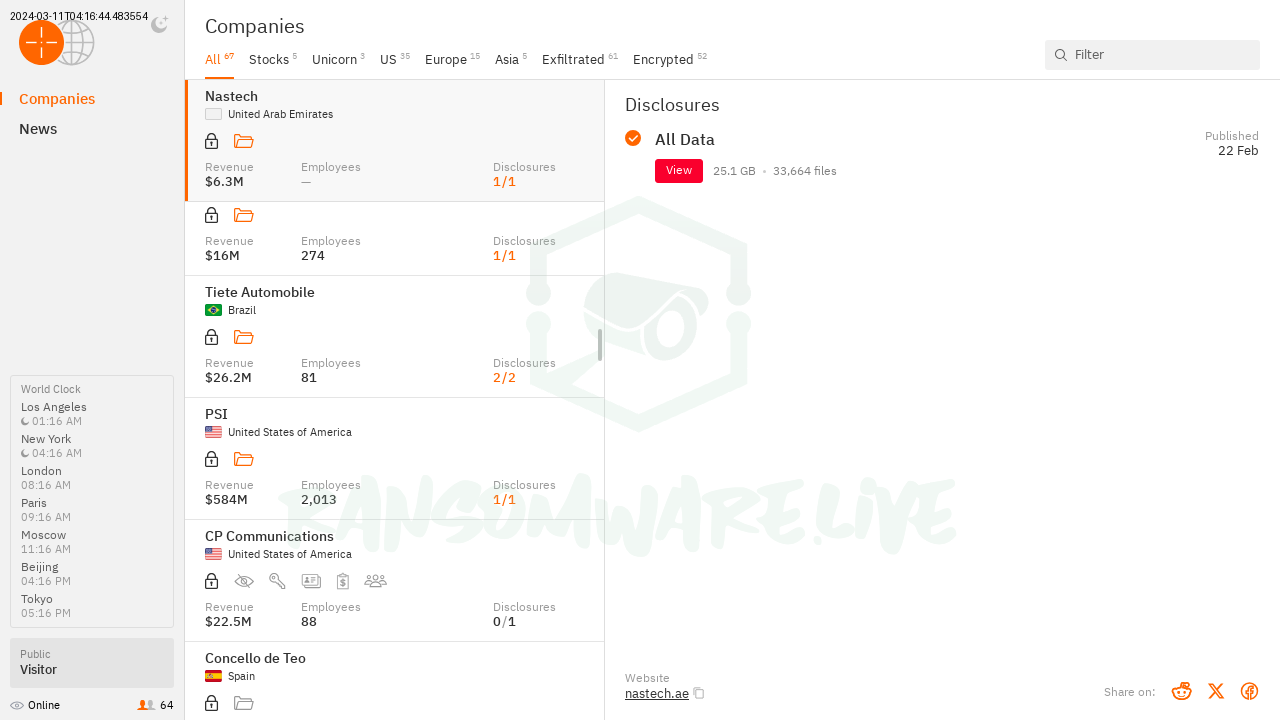 2024-03-11T04:16:44.483554
Companies
News
World Clock
Los Angeles
01:16 AM
New York
04:16 AM
London
08:16 AM
Paris
09:16 AM
Moscow
11:16 AM
Beijing
04:16 PM
Tokyo
05:16 PM
Public
Visitor
Online 64
Companies
All 67 Stocks 5 Unicorn 3 US 35 Europe 15 Asia 5 Exfiltrated 61 Encrypted 52
Filter
Nastech
United Arab Emirates
Revenue Employees Disclosures
$6.3M — 1/1
Revenue Employees Disclosures
$16M 274 1/1
Tiete Automobile
Brazil
Revenue Employees Disclosures
$26.2M 81 2/2
PSI
United States of America
Revenue Employees Disclosures
$584M 2,013 1/1
CP Communications
United States of America
Revenue Employees Disclosures
$22.5M 88 0/1
Concello de Teo
Spain
Disclosures
All Data
Published
22 Feb
View 25.1 GB • 33,664 files
RANSOMWARE.LIVE
Website
nastech.ae
Share on: